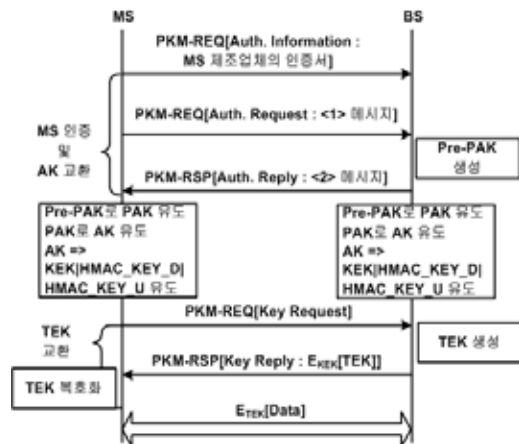 MS
BS
PKM-REQ[Auth. Information :
MS 제조업체의 인증서]
PKM-REQ[Auth. Request : <1> 메시지]
MS 인증
및
AK 교환
Pre-PAK
생성
PKM-RSP[Auth. Reply : <2> 메시지]
Pre-PAK로 PAK 유도
PAK로 AK 유도
AK =>
KEK|HMAC_KEY_D|
HMAC_KEY_U 유도
Pre-PAK로 PAK 유도
PAK로 AK 유도
AK =>
KEK|HMAC_KEY_D|
HMAC_KEY_U 유도
PKM-REQ[Key Request]
TEK
교환
TEK 생성
PKM-RSP[Key Reply : EKEK[TEK]]
TEK 복호화
ETEK[Data]